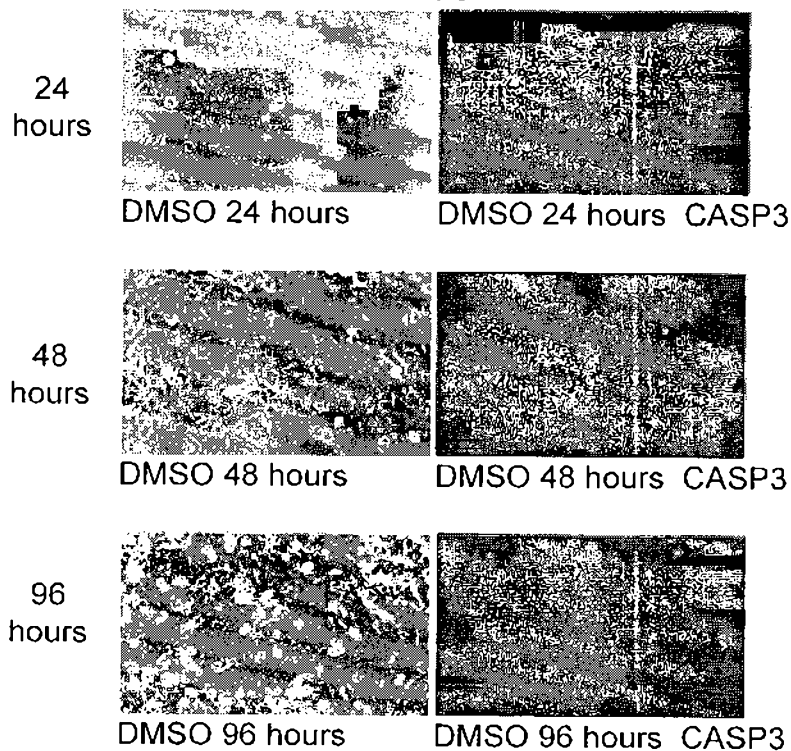 24
hours
DMSO 24 hours
DMSO 24 hours CASP3
48
hours
DMSO 48 hours
DMSO 48 hours CASP3
96
hours
DMSO 96 hours
DMSO 96 hours CASP3